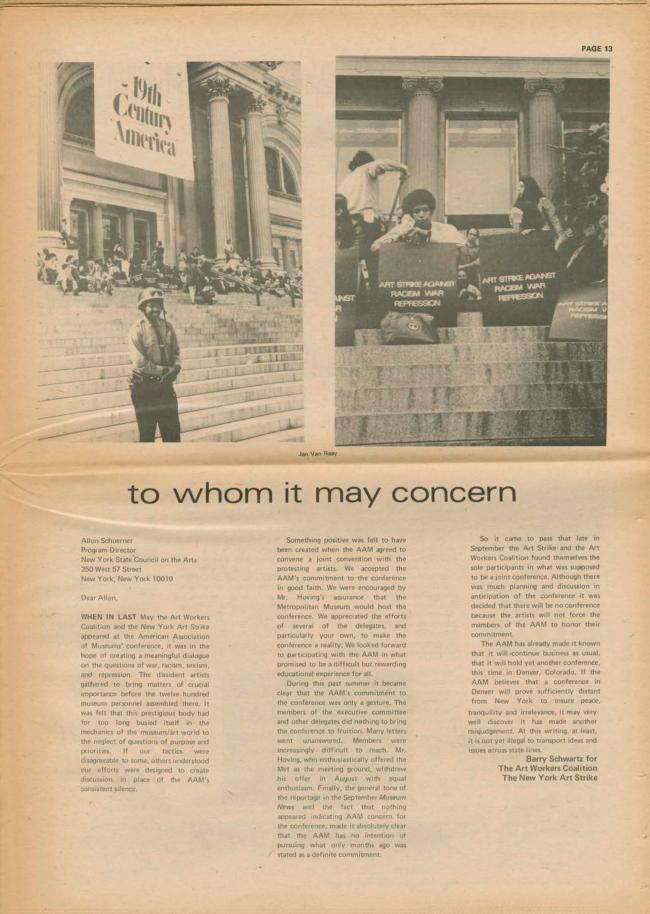 PAGE 13
19th
Century
America
ART STRIKE AGAINST
RACISM WAR
REPRESSION
ART STRIKE AGAINST
RACISM WAR
REPRESSION
Jan Van Raay
to whom it may concern
Allon Schoerner
Program Director
New York State Council on the Arts
250 West 57 Street
New York, New York 10019
Dear Allon,
WHEN IN LAST May the Art Workers
Coalition and the New York Art Strike
appeared at the American Association
of Museums' conference, it was in the
hope of creating a meaningful dialogue
on the questions of war, racism, sexism,
and repression. The dissident artists
gathered to bring matters of crucial
importance before the twelve hundred
museum personnel assembled there. It
was felt that this prestigious body had
for too long busied itself in the
mechanics of the museum/art world to
the neglect of questions of purpose and
priorities. If our tactics were
disagreeable to some, others understood
our efforts were designed to create
discussion in place of the AAM's
consistent silence.
Something positive was felt to have
been created when the AAM agreed to
convene a joint convention with the
protesting artists. We accepted the
AAM's commitment to the conference
in good faith. We were encouraged by
Mr. Hoving's assurance that the
Metropolitan Museum would host the
conference. We appreciated the efforts
of several of the delegates, and
particularly your own, to make the
conference a reality. We looked forward
to participating with the AAM in what
promised to be a difficult but rewarding
educational experience for all.
During this past summer it became
clear that the AAM's commitment to
the conference was only a gesture. The
members of the executive committee
and other delegates did nothing to bring
the conference to fruition. Many letters
went unanswered. Members were
increasingly difficult to reach. Mr.
Hoving, who enthusiastically offered the
Met as the meeting ground, withdrew
his offer in August with equal
enthusiasm. Finally, the general tone of
the reportage in the September Museum
News and the fact that nothing
appeared indicating AAM concern for
the conference, made it absolutely clear
that the AAM has no intention of
pursuing what only months ago was
stated as a definite commitment.
So it came to pass that late in
September the Art Strike and the Art
Workers Coalition found themselves the
sole participants in what was supposed
to be a joint conference. Although there
was much planning and discussion in
anticipation of the conference it was
decided that there will be no conference
because the artists will not force the
members of the AAM to honor their
commitment.
The AAM has already made it known
that it will continue business as usual,
that it will hold yet another conference,
this time in Denver, Colorado. If the
AAM believes that a conference in
Denver will prove sufficiently distant
from New York to insure peace,
tranquility and irrelevance, it may very
well discover it has made another
misjudgement. At this writing, at least,
it is not yet illegal to transport ideas and
issues across state lines.
Barry Schwartz for
The Art Workers Coalition
The New York Art Strike